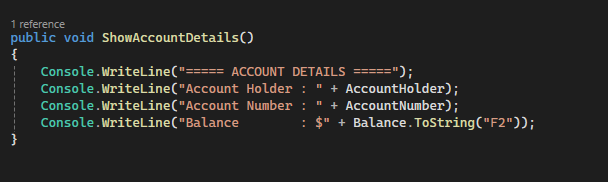 1 reference
public void ShowAccountDetails()
{
    Console.WriteLine("===== ACCOUNT DETAILS =====");
    Console.WriteLine("Account Holder : " + AccountHolder);
    Console.WriteLine("Account Number : " + AccountNumber);
    Console.WriteLine("Balance        : $" + Balance.ToString("F2"));
}